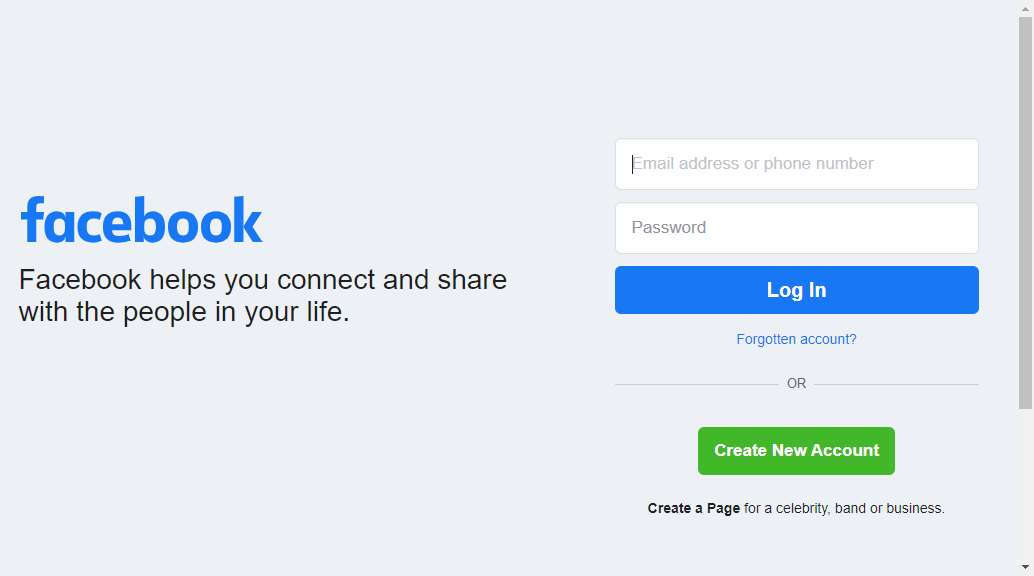 facebook
Facebook helps you connect and share
with the people in your life.
Email address or phone number
Password
Log In
Forgotten account?
OR
Create New Account
Create a Page for a celebrity, band or business.